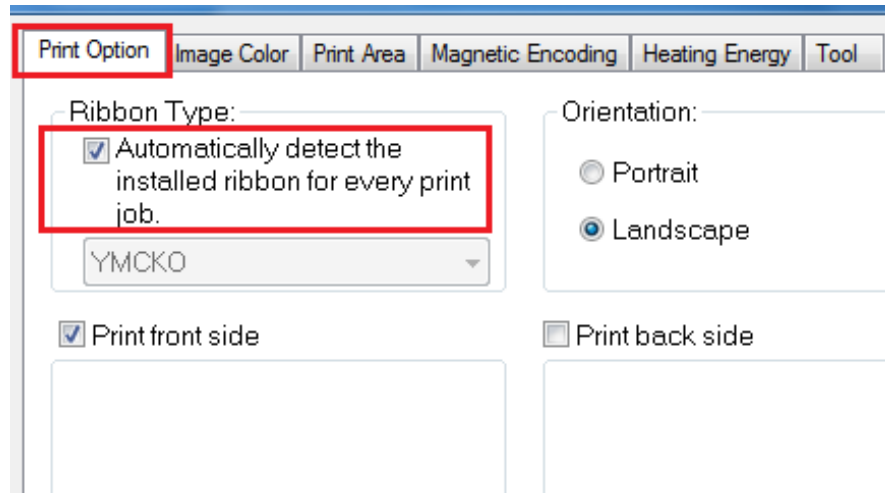 Print Option Image Color Print Area Magnetic Encoding Heating Energy Tool
Ribbon Type:
Automatically detect the
installed ribbon for every print
job.
YMCKO
Orientation:
Portrait
Landscape
Print front side
Print back side